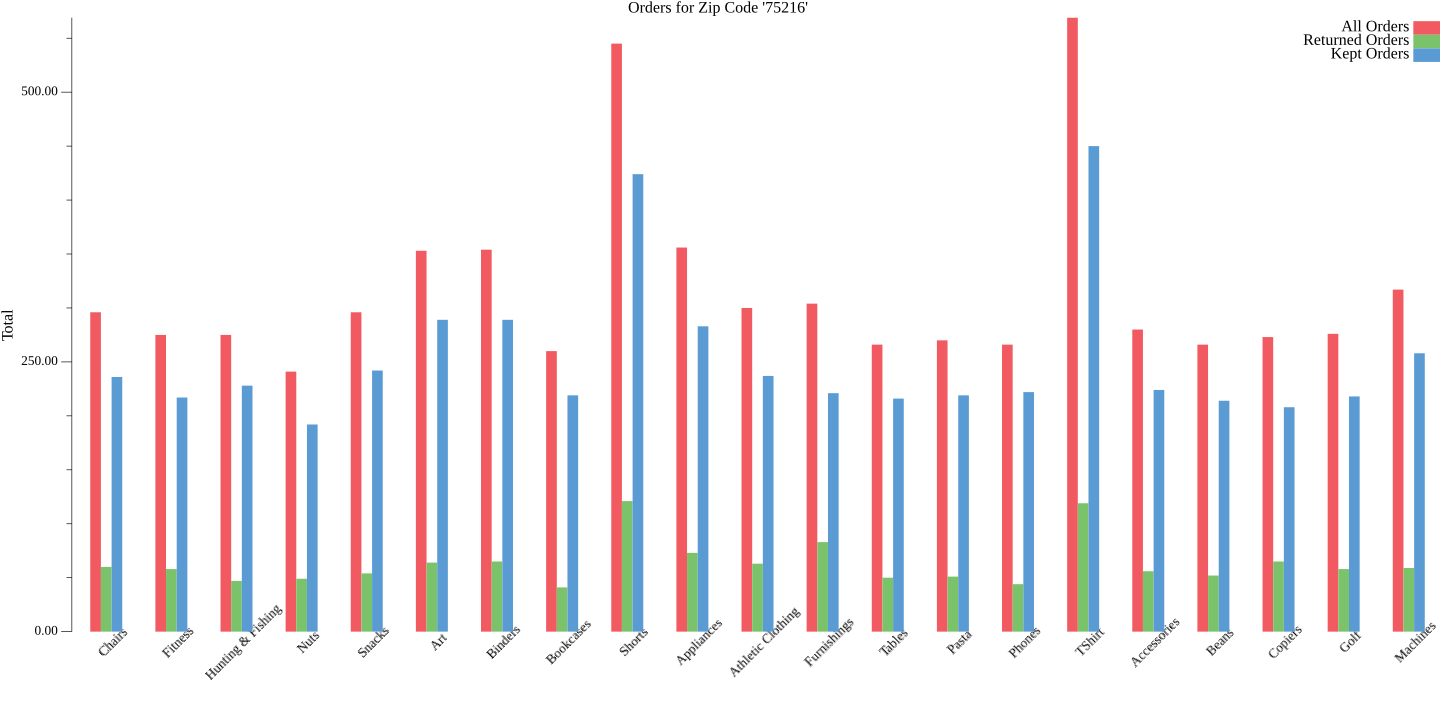 Orders for Zip Code '75216'
All Orders
Returned Orders
Kept Orders
Total
500.00
250.00
0.00
Chairs
Fitness
Hunting & Fishing
Nuts
Snacks
Art
Binders
Bookcases
Shorts
Appliances
Athletic Clothing
Furnishings
Tables
Pasta
Phones
TShirt
Accessories
Beans
Copiers
Golf
Machines